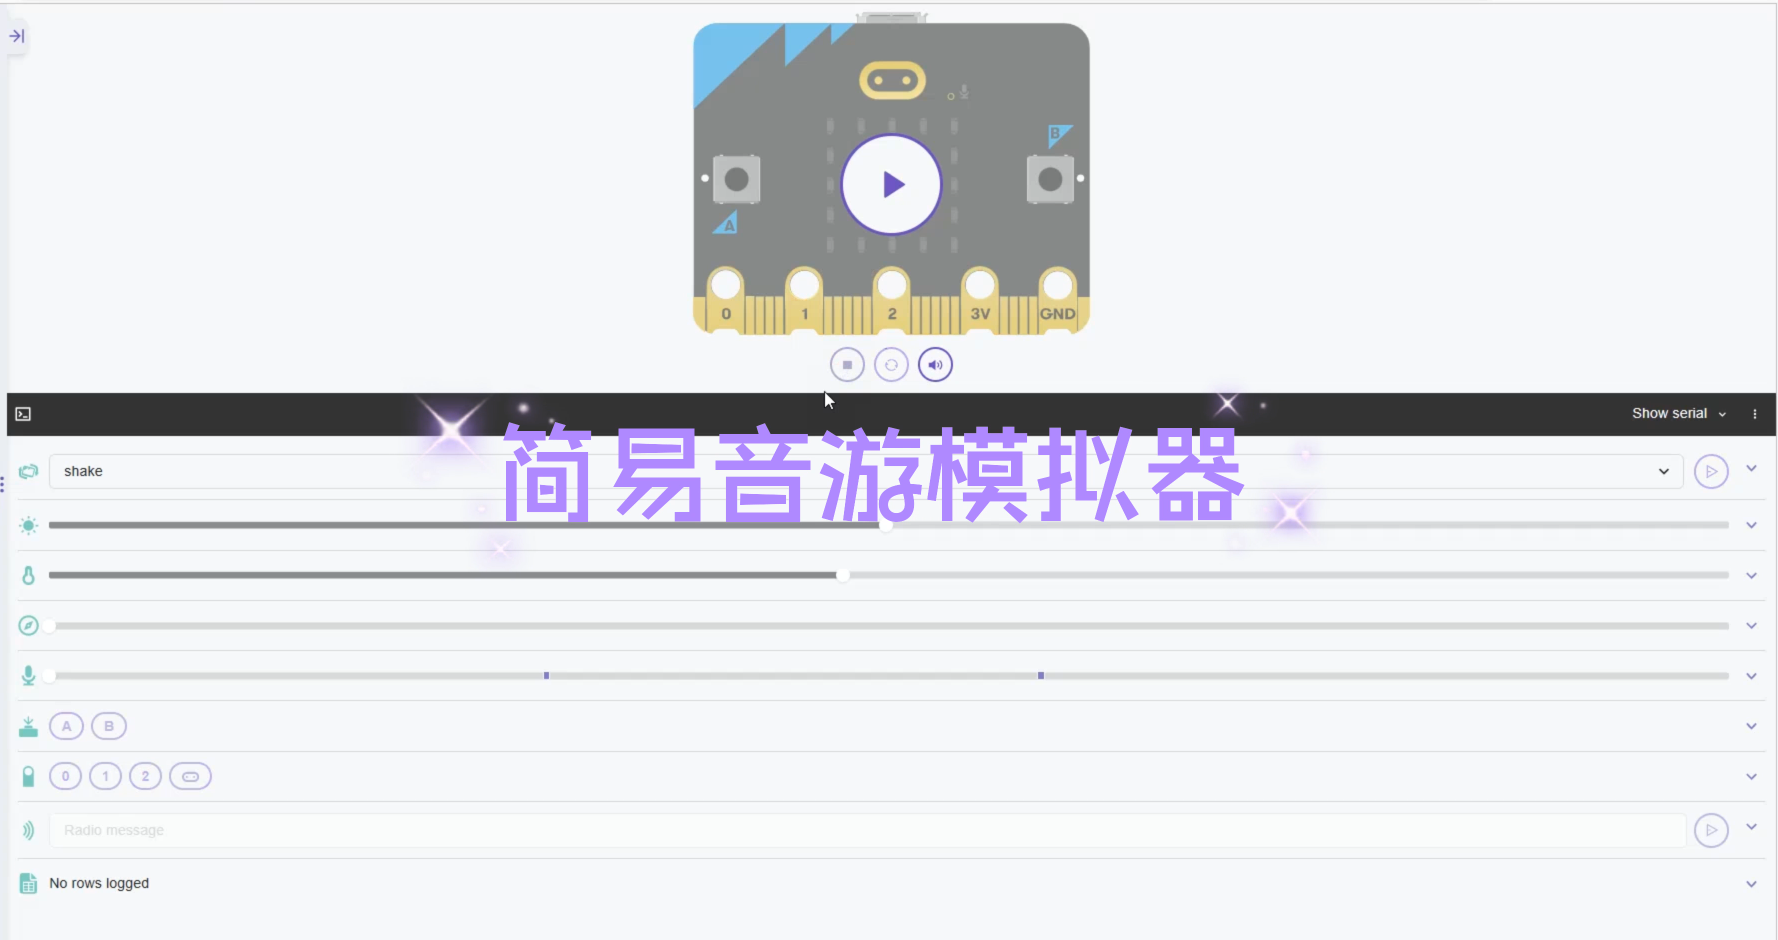 B
A
0 1 2 3V GND
Show serial
简易音游模拟器
shake
A B
0 1 2
Radio message
No rows logged